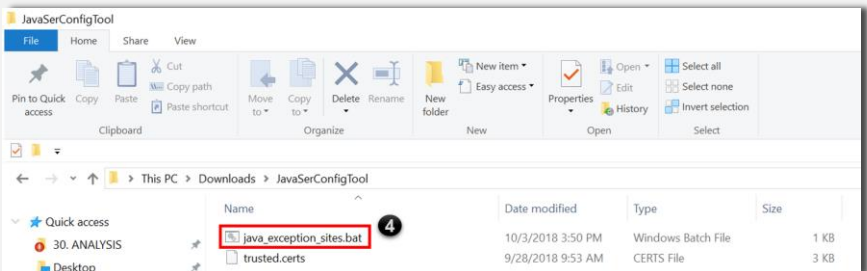 JavaSerConfigTool
File Home Share View
Pin to Quick access
Copy
Paste
Cut
Copy path
Paste shortcut
Clipboard
Move to
Copy to
Delete
Rename
Organize
New folder
New item
Easy access
New
Properties
Open
Edit
History
Open
Select all
Select none
Invert selection
Select
This PC > Downloads > JavaSerConfigTool
Quick access
30. ANALYSIS
Desktop
Name Date modified Type Size
4
java_exception_sites.bat 10/3/2018 3:50 PM Windows Batch File 1 KB
trusted.certs 9/28/2018 9:53 AM CERTS File 3 KB